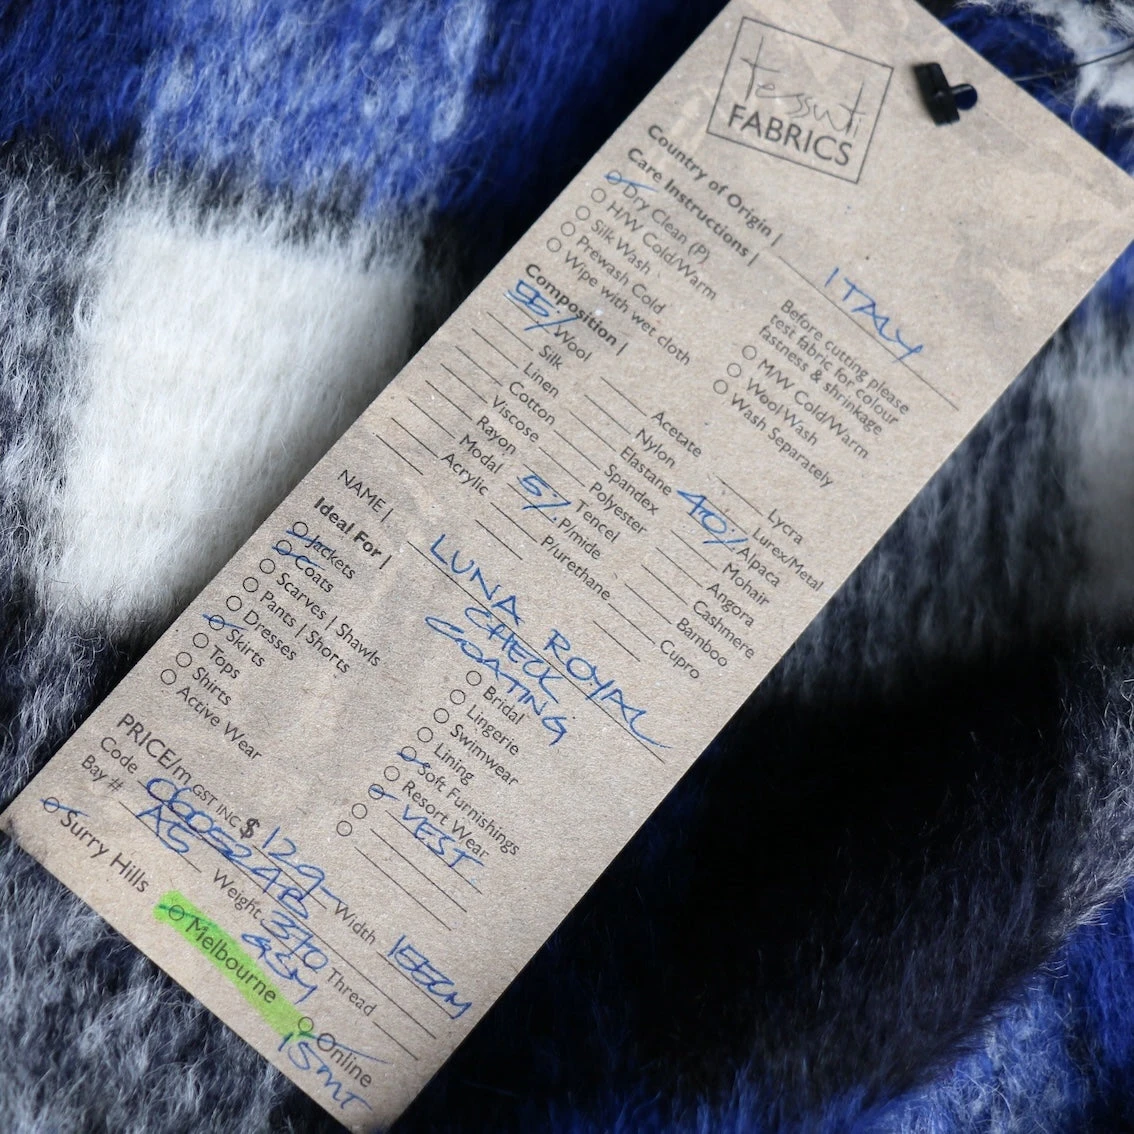 tessuti
FABRICS
Country of Origin | ITALY
Care Instructions |
Dry Clean (P)
H/W Cold/Warm
Silk Wash
Prewash Cold
Wipe with wet cloth
Before cutting please
test fabric for colour
fastness & shrinkage
M/W Cold/Warm
WoolWash
Wash Separately
Composition |
55% Wool
Silk
Linen
Cotton
Viscose
Rayon
Modal
Acrylic
Acetate
Nylon
Elastane
Spandex
Polyester
Tencel
5% P/mide
P/urethane
Lycra
Lurex/Metal
40% Alpaca
Mohair
Angora
Cashmere
Bamboo
Cupro
NAME | LUNA ROYAL
CHECK
COATING
Ideal For |
Jackets
Coats
Scarves | Shawls
Pants | Shorts
Dresses
Skirts
Tops
Shirts
Active Wear
Bridal
Lingerie
Swimwear
Lining
Soft Furnishings
Resort Wear
VEST
PRICE/m GST INC $ 129- Width 155CM
Code 0005248 Weight 370 GSM Thread
Bay # A5
Surry Hills Melbourne Online
15mt